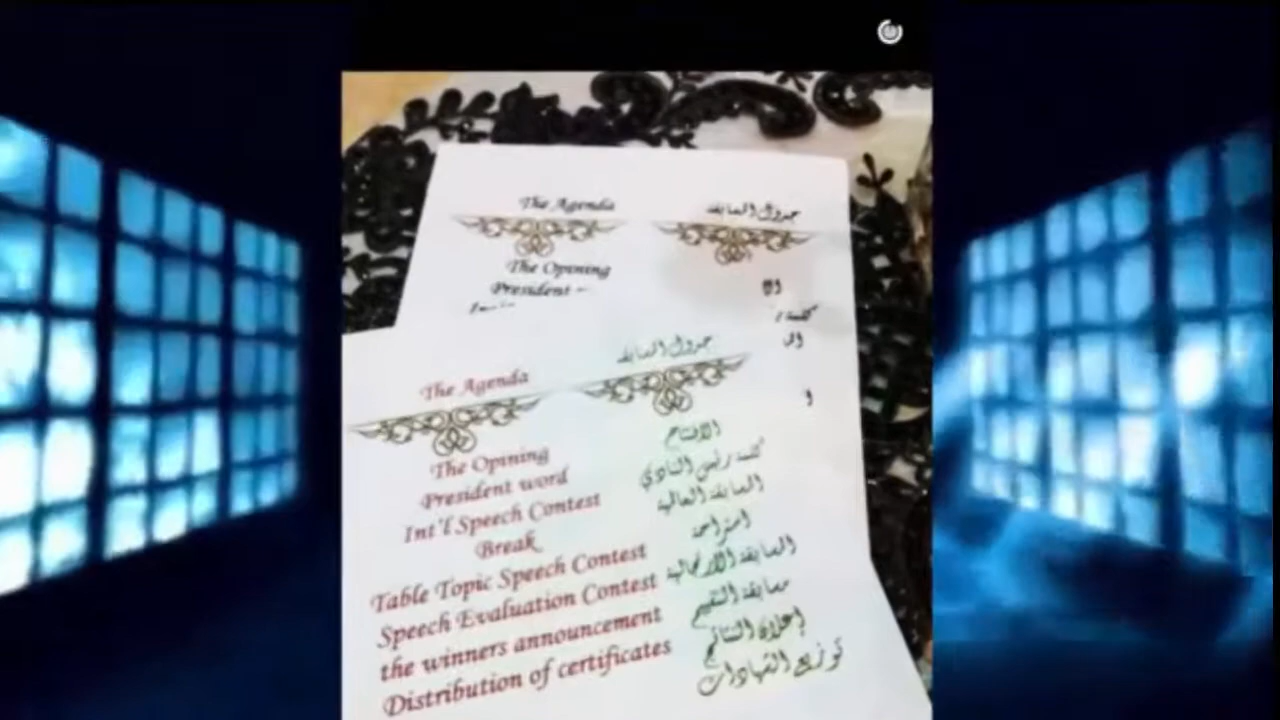 The Agenda
جدول المسابقة
The Opening
President
The Agenda
جدول المسابقة
The Opening
الافتتاح
President word
كلمة رئيس النادي
Int'l Speech Contest
المسابقة العالمية
Break
استراحة
Table Topic Speech Contest
المسابقة الارتجالية
Speech Evaluation Contest
مسابقة التقييم
the winners announcement
إعلان النتائج
Distribution of certificates
توزيع الشهادات